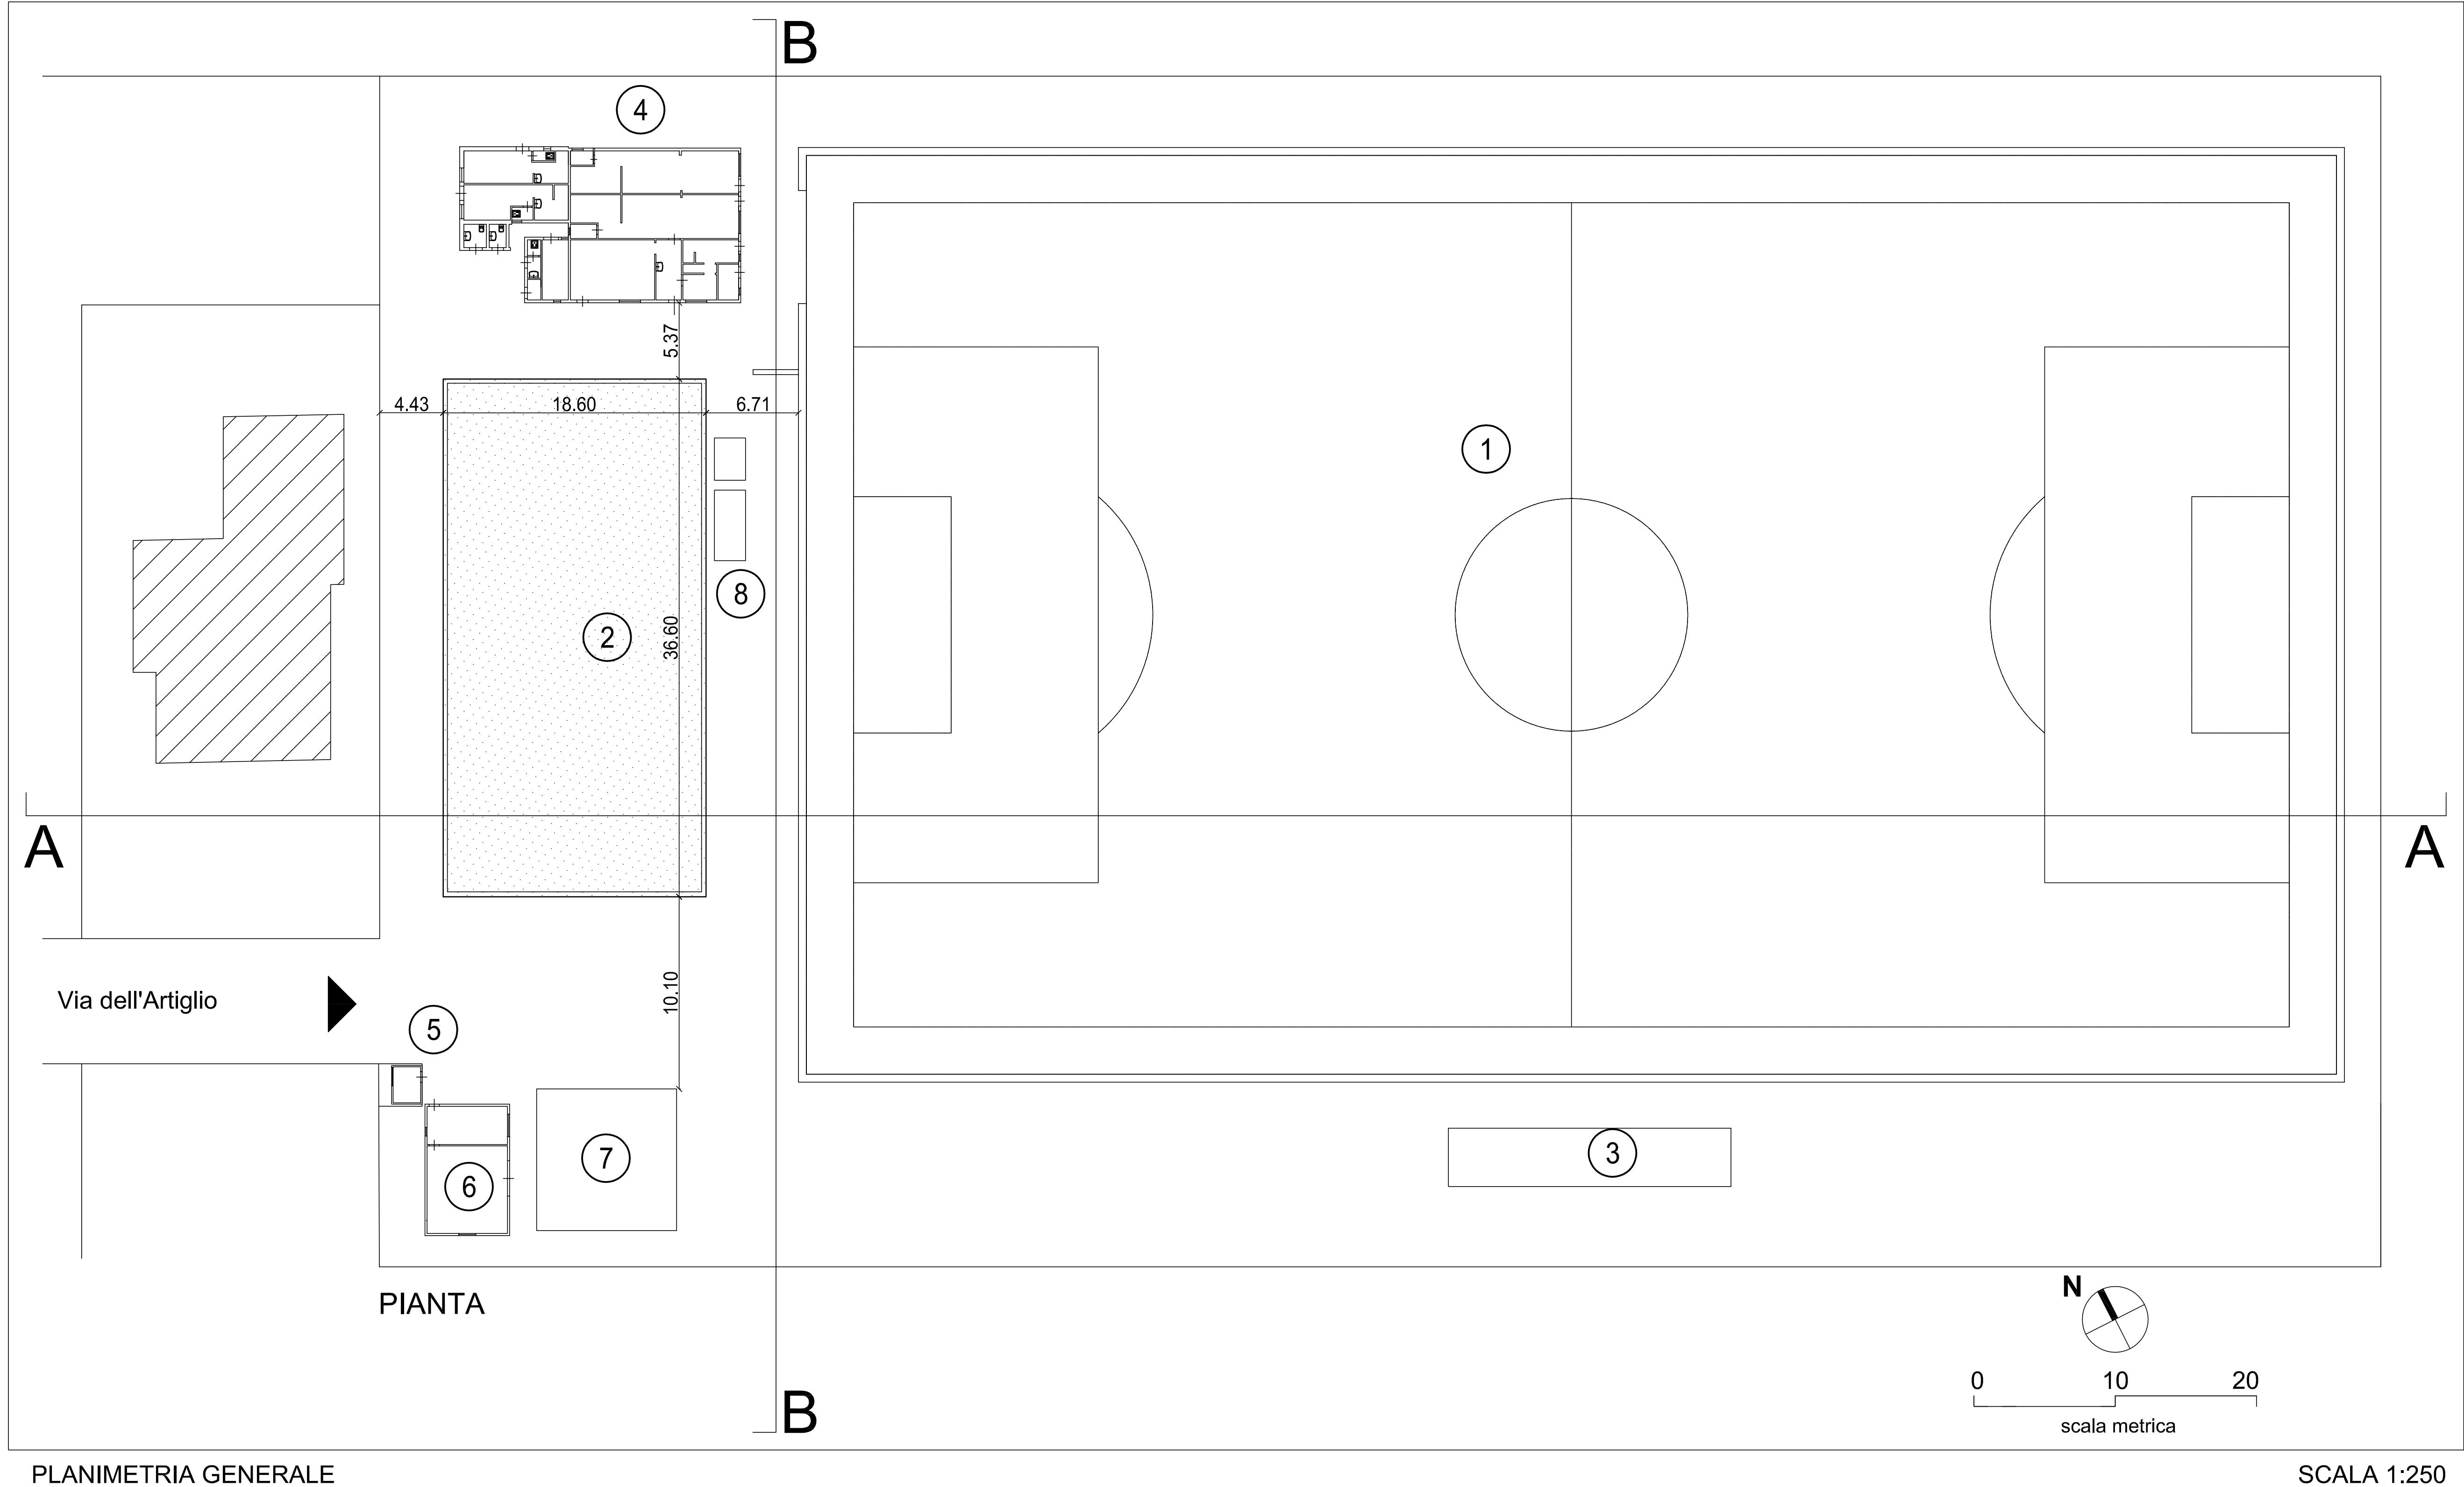 B
4
5.37
4.43 18.60 6.71
1
8
2
36.60
A A
Via dell'Artiglio
10.10
5
3
7
6
N
PIANTA
0 10 20
B
scala metrica
PLANIMETRIA GENERALE SCALA 1:250